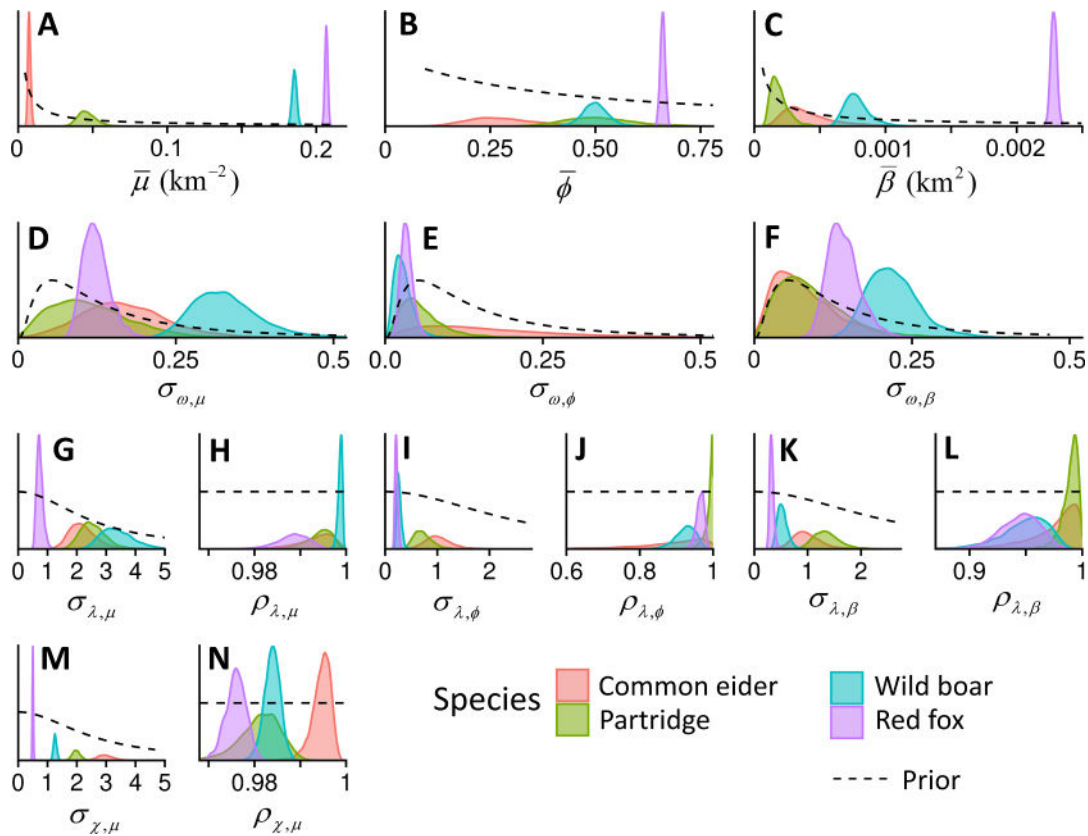 A B C
0 0.1 0.2 0 0.25 0.50 0.75 0 0.001 0.002
μ̅ (km⁻²) ϕ̅ β̅ (km²)
D E F
0 0.25 0.5 0.0 0.25 0.5 0 0.25 0.5
σω,μ σω,ϕ σω,β
G H I J K L
0 1 2 3 4 5 0.98 1 0 1 2 0.6 0.8 1 0 1 2 0.9 1
σλ,μ ρλ,μ σλ,ϕ ρλ,ϕ σλ,β ρλ,β
M N
0 1 2 3 4 5 0.98 1
σχ,μ ρχ,μ
Species
Common eider
Partridge
Wild boar
Red fox
Prior